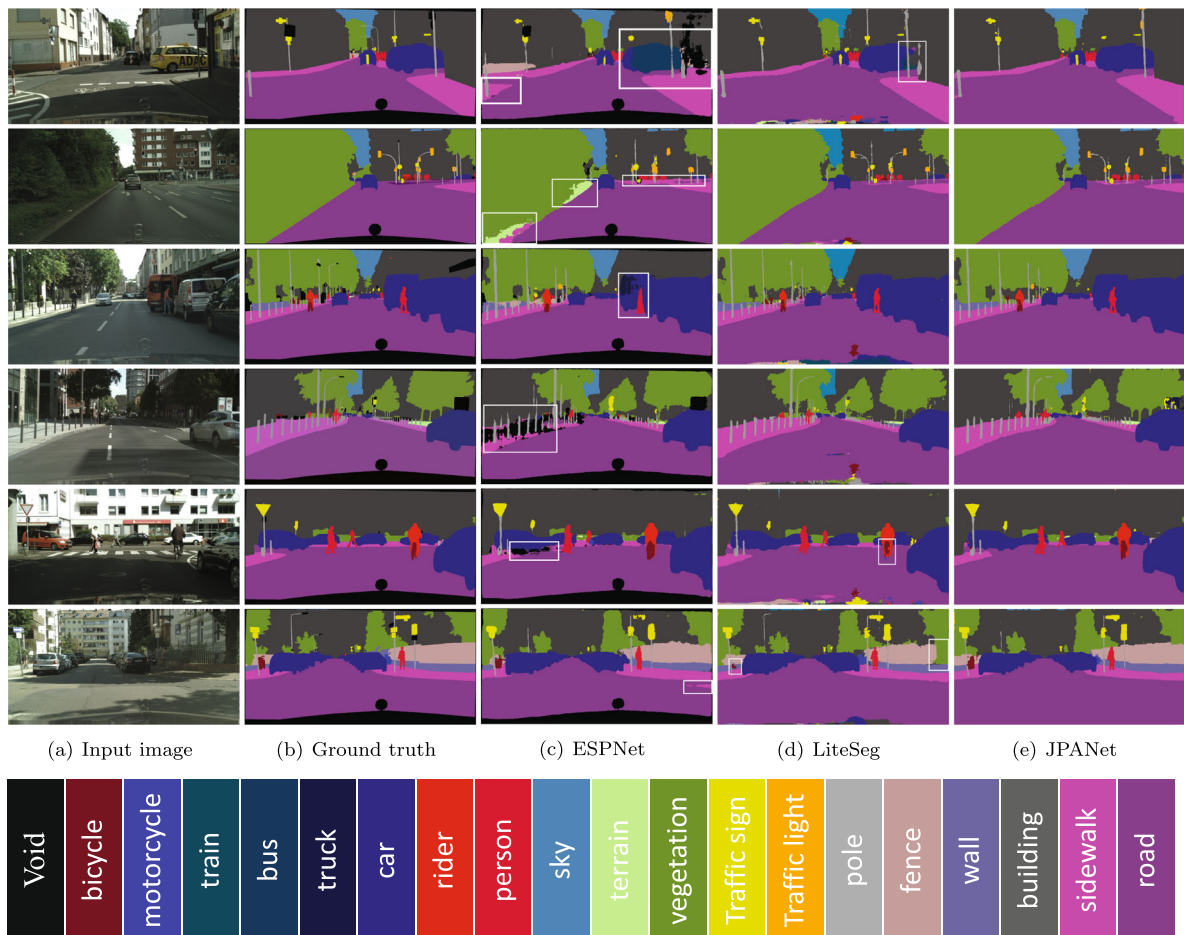 ADAC
(a) Input image (b) Ground truth (c) ESPNet (d) LiteSeg (e) JPANet
Void bicycle motorcycle train bus truck car rider person sky terrain vegetation Traffic sign Traffic light pole fence wall building sidewalk road